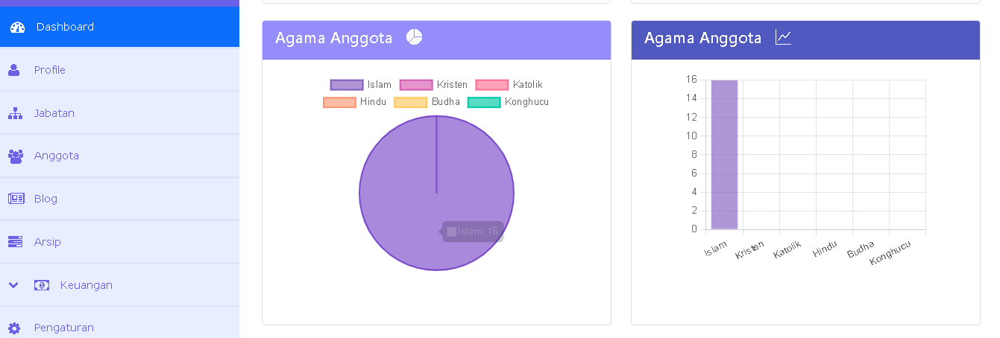 Dashboard
Profile
Jabatan
Anggota
Blog
Arsip
Keuangan
Pengaturan
Agama Anggota
Islam Kristen Katolik
Hindu Budha Konghucu
Islam: 16
Agama Anggota
16
14
12
10
8
6
4
2
0
Islam Kristen Katolik Hindu Budha Konghucu